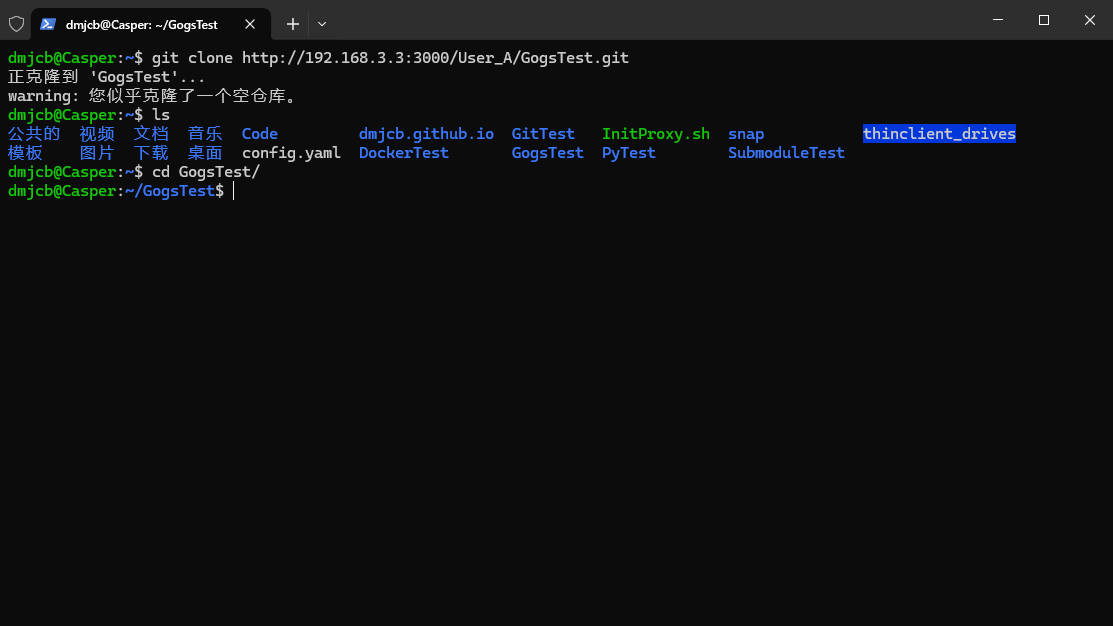 dmjcb@Casper: ~/GogsTest
dmjcb@Casper:~$ git clone http://192.168.3.3:3000/User_A/GogsTest.git
正克隆到 'GogsTest'...
warning: 您似乎克隆了一个空仓库。
dmjcb@Casper:~$ ls
公共的 视频 文档 音乐 Code dmjcb.github.io GitTest InitProxy.sh snap thinclient_drives
模板 图片 下载 桌面 config.yaml DockerTest GogsTest PyTest SubmoduleTest
dmjcb@Casper:~$ cd GogsTest/
dmjcb@Casper:~/GogsTest$